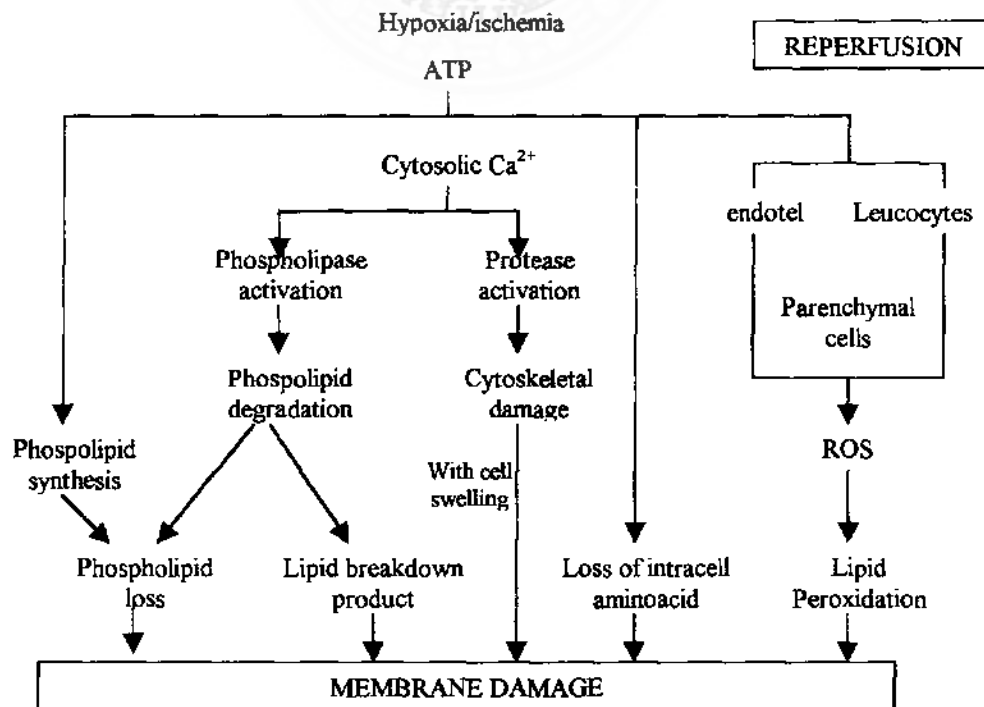 Hypoxia/ischemia
REPERFUSION
ATP
Cytosolic Ca²⁺
endotel
Leucocytes
Phospholipase
activation
Protease
activation
Parenchymal
cells
Phospolipid
degradation
Cytoskeletal
damage
Phospolipid
synthesis
With cell
swelling
ROS
Phospholipid
loss
Lipid breakdown
product
Loss of intracell
aminoacid
Lipid
Peroxidation
MEMBRANE DAMAGE